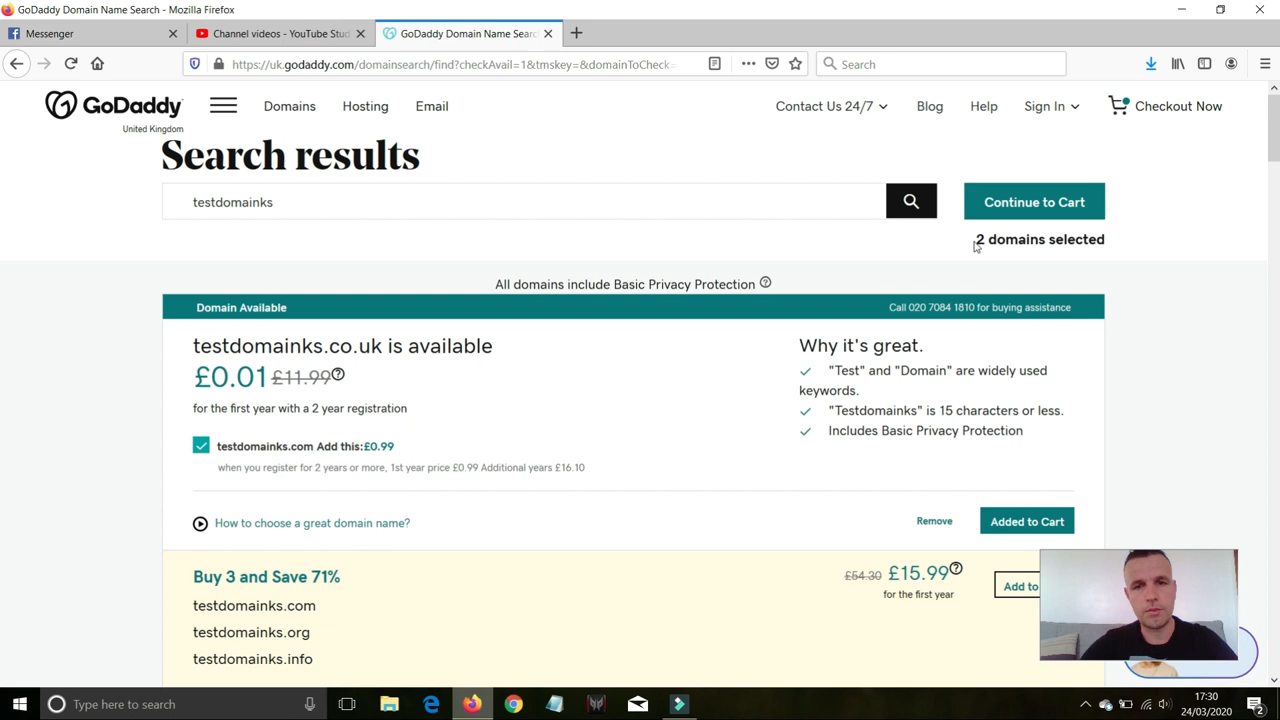 GoDaddy Domain Name Search - Mozilla Firefox
Messenger
Channel videos - YouTube Stud
GoDaddy Domain Name Searc
https://uk.godaddy.com/domainsearch/find?checkAvail=1&tmskey=&domainToCheck=
Search
GoDaddy
United Kingdom
Domains
Hosting
Email
Contact Us 24/7
Blog
Help
Sign In
Checkout Now
Search results
testdomainks
Continue to Cart
2 domains selected
All domains include Basic Privacy Protection
Domain Available
Call 020 7084 1810 for buying assistance
testdomainks.co.uk is available
£0.01 £11.99
for the first year with a 2 year registration
testdomainks.com Add this:£0.99
when you register for 2 years or more, 1st year price £0.99 Additional years £16.10
Why it's great.
"Test" and "Domain" are widely used
keywords.
"Testdomainks" is 15 characters or less.
Includes Basic Privacy Protection
How to choose a great domain name?
Remove
Added to Cart
Buy 3 and Save 71%
testdomainks.com
testdomainks.org
testdomainks.info
£54.30 £15.99
for the first year
Add to
Type here to search
17:30
24/03/2020
2